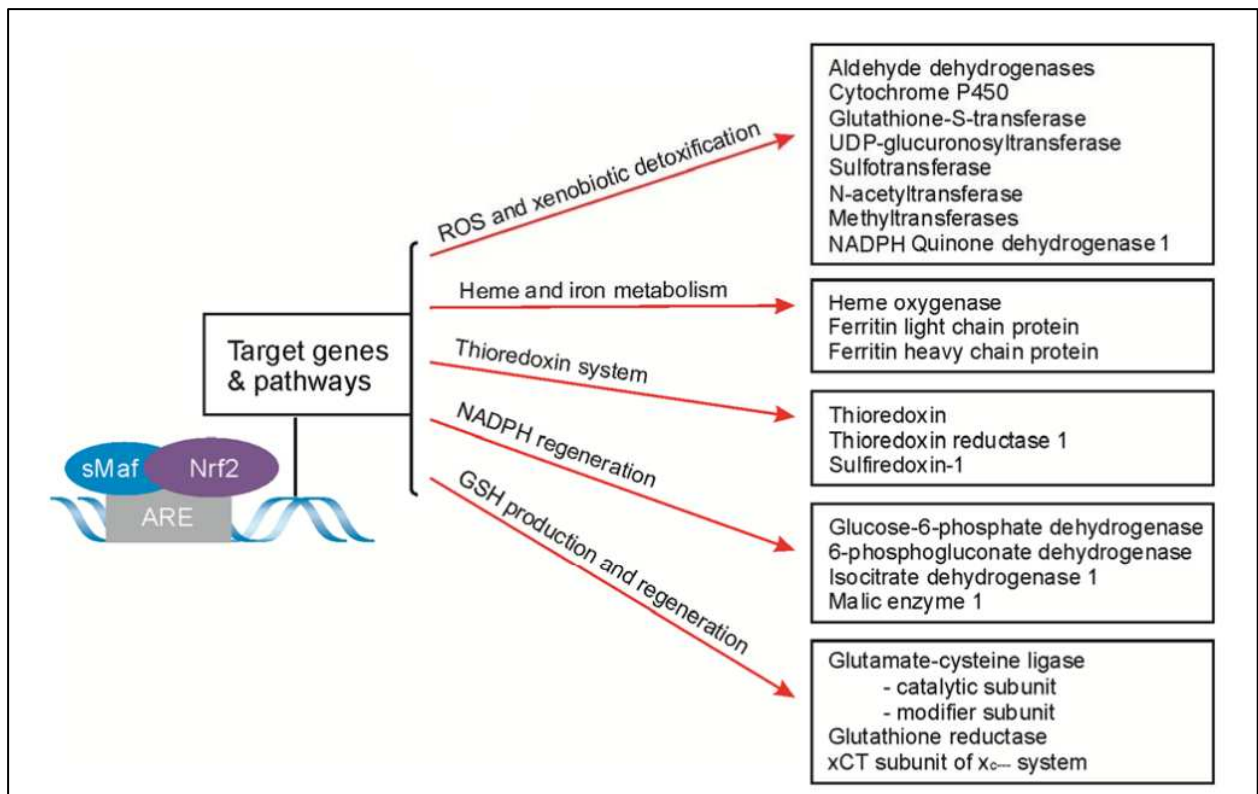 Target genes
& pathways
sMaf
Nrf2
ARE
ROS and xenobiotic detoxification
Aldehyde dehydrogenases
Cytochrome P450
Glutathione-S-transferase
UDP-glucuronosyltransferase
Sulfotransferase
N-acetyltransferase
Methyltransferases
NADPH Quinone dehydrogenase 1
Heme and iron metabolism
Heme oxygenase
Ferritin light chain protein
Ferritin heavy chain protein
Thioredoxin system
Thioredoxin
Thioredoxin reductase 1
Sulfiredoxin-1
NADPH regeneration
Glucose-6-phosphate dehydrogenase
6-phosphogluconate dehydrogenase
Isocitrate dehydrogenase 1
Malic enzyme 1
GSH production and regeneration
Glutamate-cysteine ligase
- catalytic subunit
- modifier subunit
Glutathione reductase
xCT subunit of xc--- system